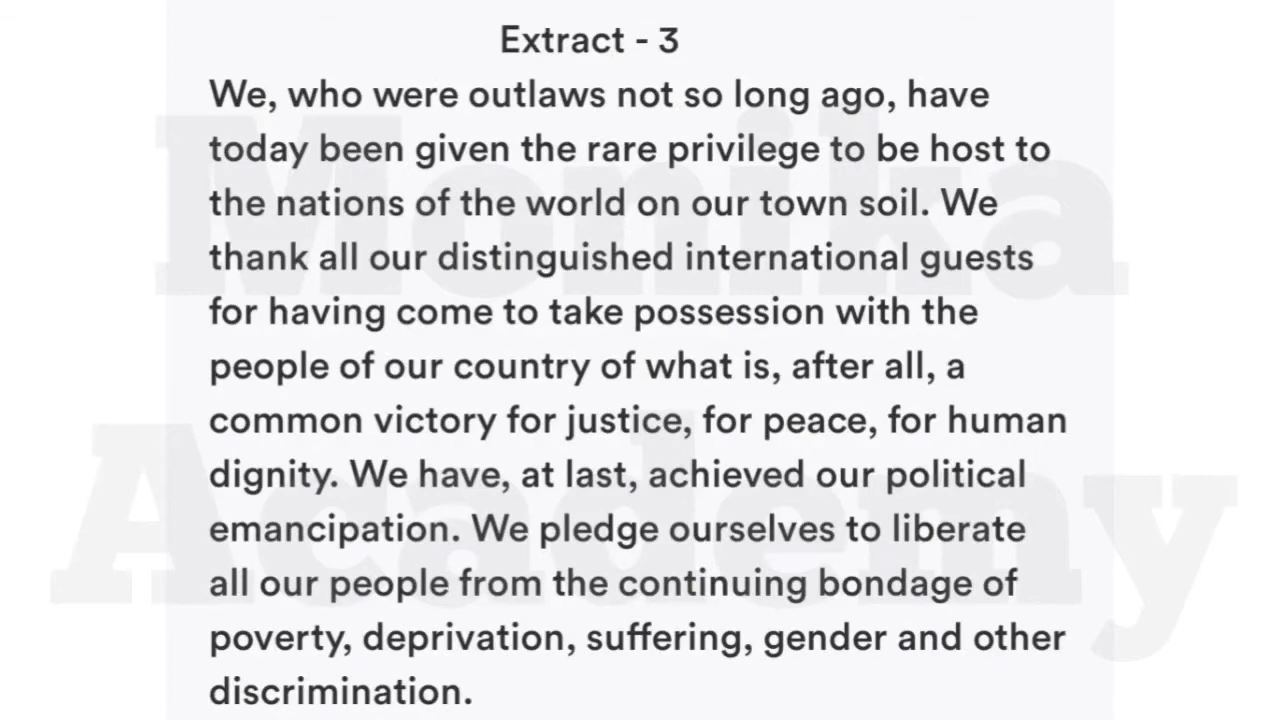 Extract - 3
We, who were outlaws not so long ago, have
today been given the rare privilege to be host to
the nations of the world on our town soil. We
thank all our distinguished international guests
for having come to take possession with the
people of our country of what is, after all, a
common victory for justice, for peace, for human
dignity. We have, at last, achieved our political
emancipation. We pledge ourselves to liberate
all our people from the continuing bondage of
poverty, deprivation, suffering, gender and other
discrimination.
Monika
Academy